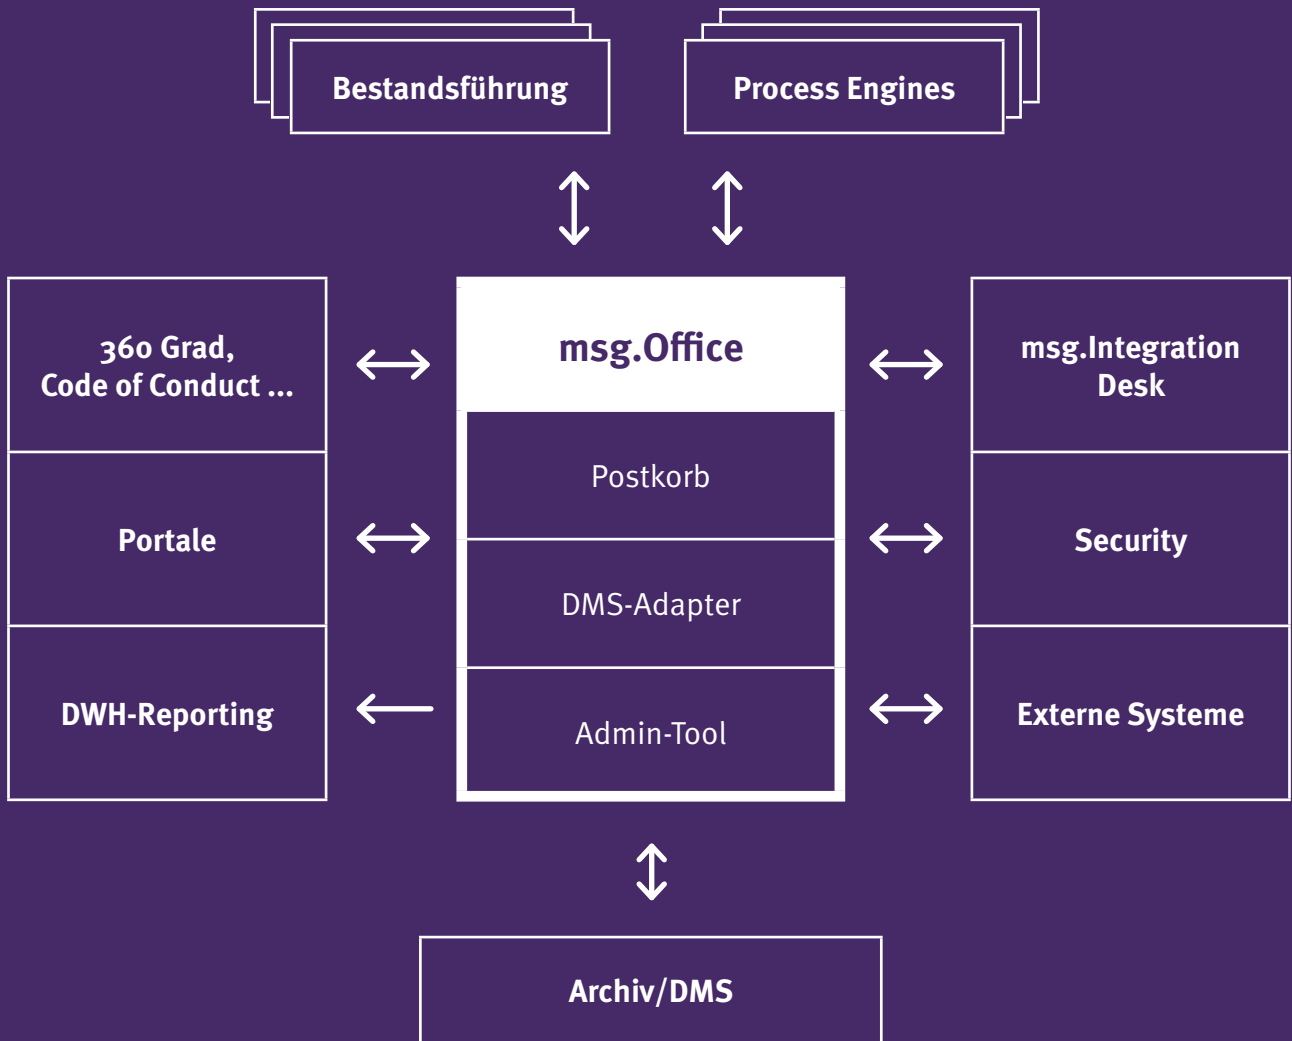 Bestandsführung
Process Engines
360 Grad,
Code of Conduct ...
msg.Office
msg.Integration
Desk
Postkorb
Portale
Security
DMS-Adapter
DWH-Reporting
Admin-Tool
Externe Systeme
Archiv/DMS